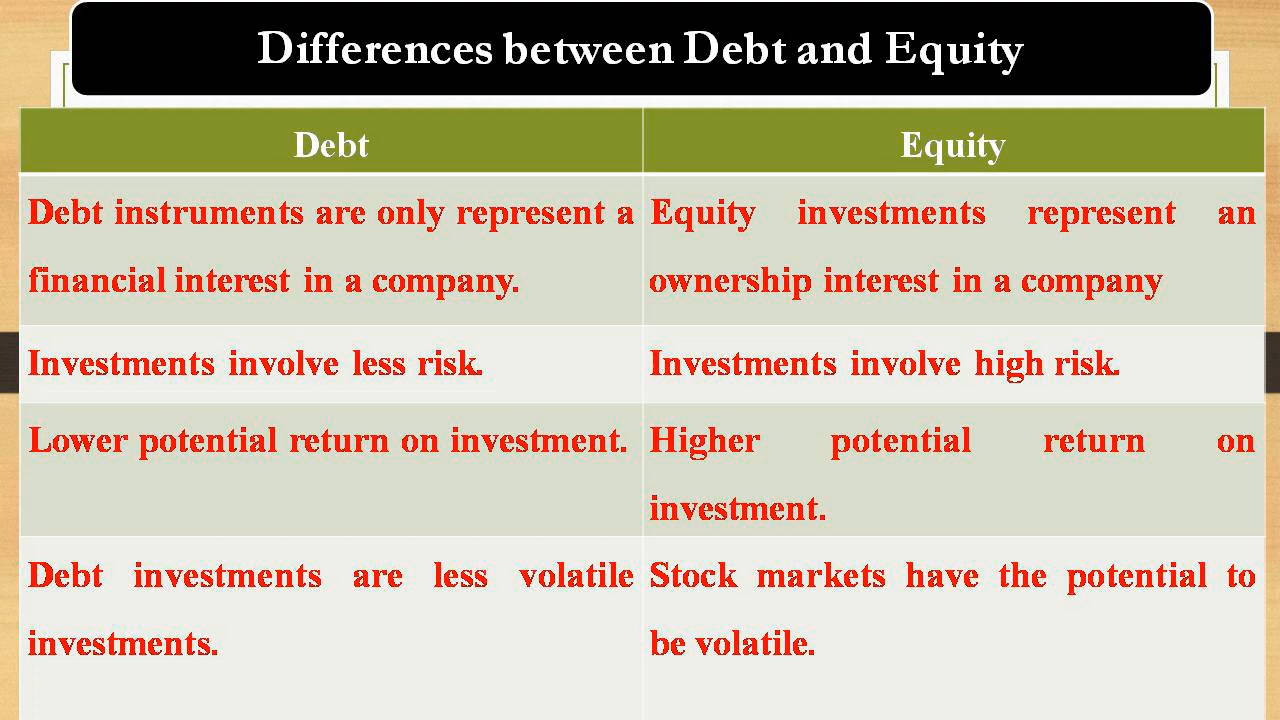 Differences between Debt and Equity
Debt
Equity
Debt instruments are only represent a
financial interest in a company.
Equity investments represent an
ownership interest in a company
Investments involve less risk.
Investments involve high risk.
Lower potential return on investment.
Higher potential return on
investment.
Debt investments are less volatile
investments.
Stock markets have the potential to
be volatile.